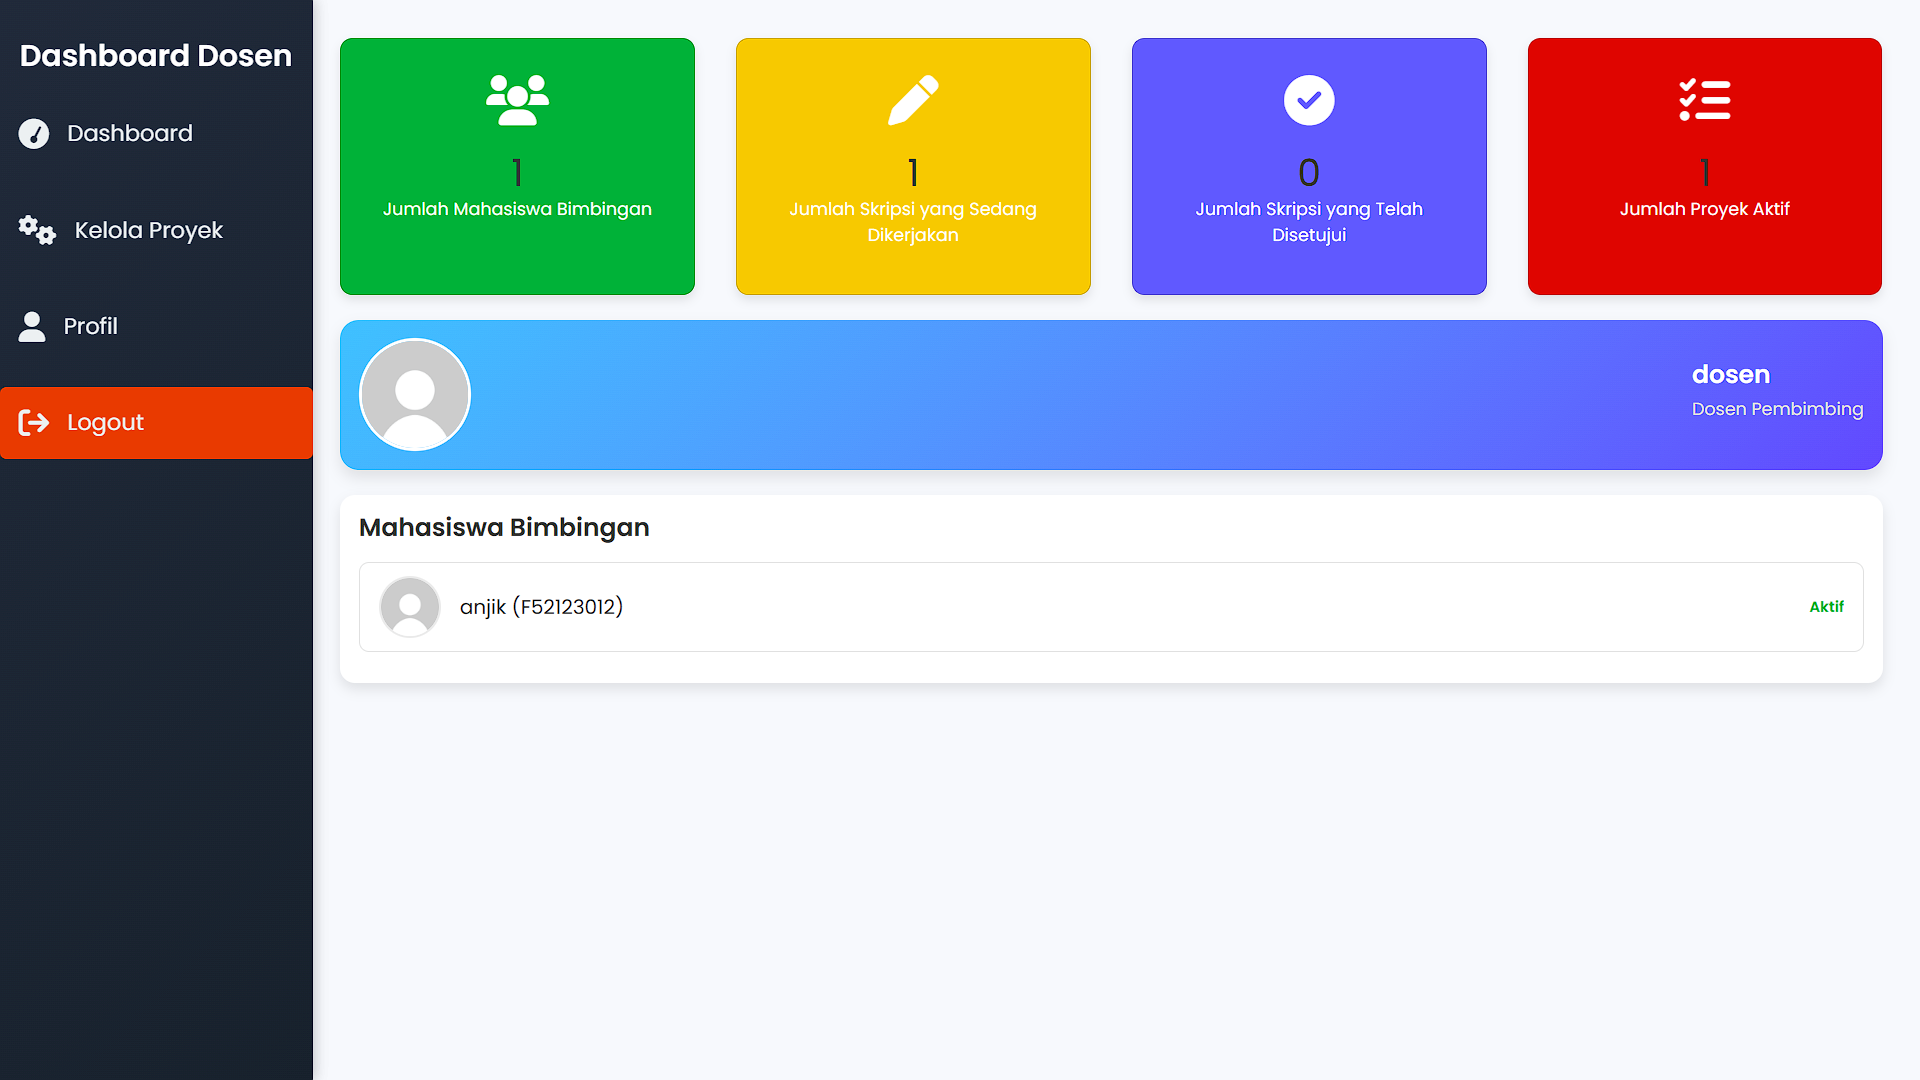 Dashboard Dosen
Dashboard
Kelola Proyek
Profil
Logout
1
Jumlah Mahasiswa Bimbingan
1
Jumlah Skripsi yang Sedang
Dikerjakan
0
Jumlah Skripsi yang Telah
Disetujui
1
Jumlah Proyek Aktif
dosen
Dosen Pembimbing
Mahasiswa Bimbingan
anjik (F52123012)
Aktif